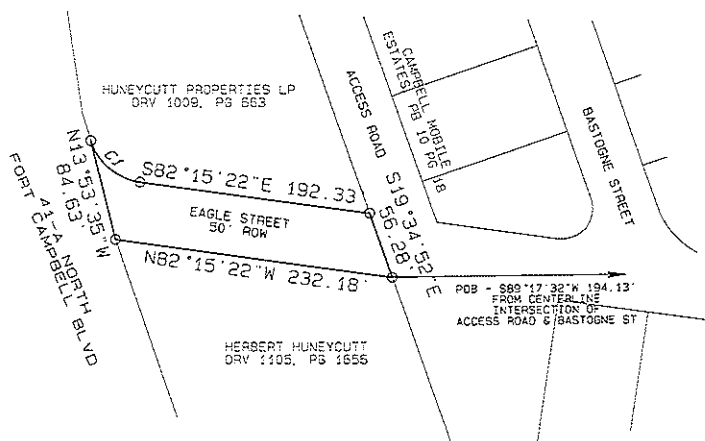 HUNEYCUTT PROPERTIES LP
ORV 1009, PG 663
ACCESS ROAD
CAMPBELL MOBILE
ESTATES PB 10 PG 18
BASTOGNE STREET
C1
N13°53'35"W
84.63'
S82°15'22"E 192.33
S19°34'52"E
56.28'
EAGLE STREET
50' ROW
N82°15'22"W 232.18'
41-A NORTH
FORT CAMPBELL BLVD
POB - S89°17'32"W 194.13'
FROM CENTERLINE
INTERSECTION OF
ACCESS ROAD & BASTOGNE ST
HERBERT HUNEYCUTT
ORV 1105, PG 1656